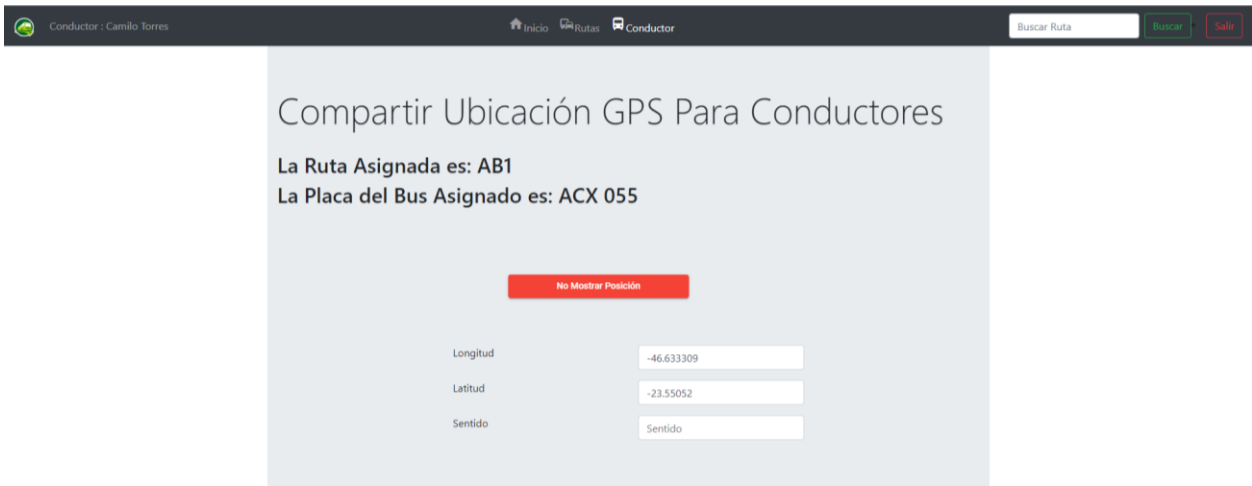 Conductor : Camilo Torres Inicio Rutas Conductor Buscar Ruta Buscar Salir
Compartir Ubicación GPS Para Conductores
La Ruta Asignada es: AB1
La Placa del Bus Asignado es: ACX 055
No Mostrar Posición
Longitud -46.633309
Latitud -23.55052
Sentido Sentido